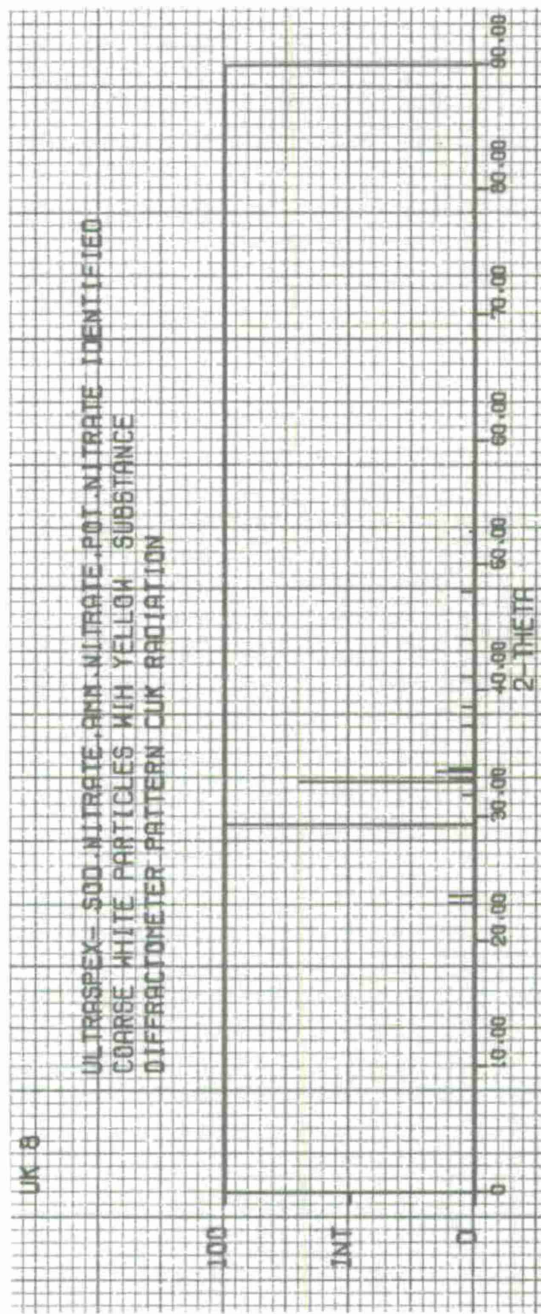 UK 8
ULTRASPEX- SOD.NITRATE,AMM.NITRATE,POT.NITRATE IDENTIFIED
COARSE WHITE PARTICLES WIH YELLOW SUBSTANCE
DIFFRACTOMETER PATTERN CUK RADIATION
100
INT
0
0
10.00
20.00
30.00
40.00
50.00
60.00
70.00
80.00
90.00
2-THETA